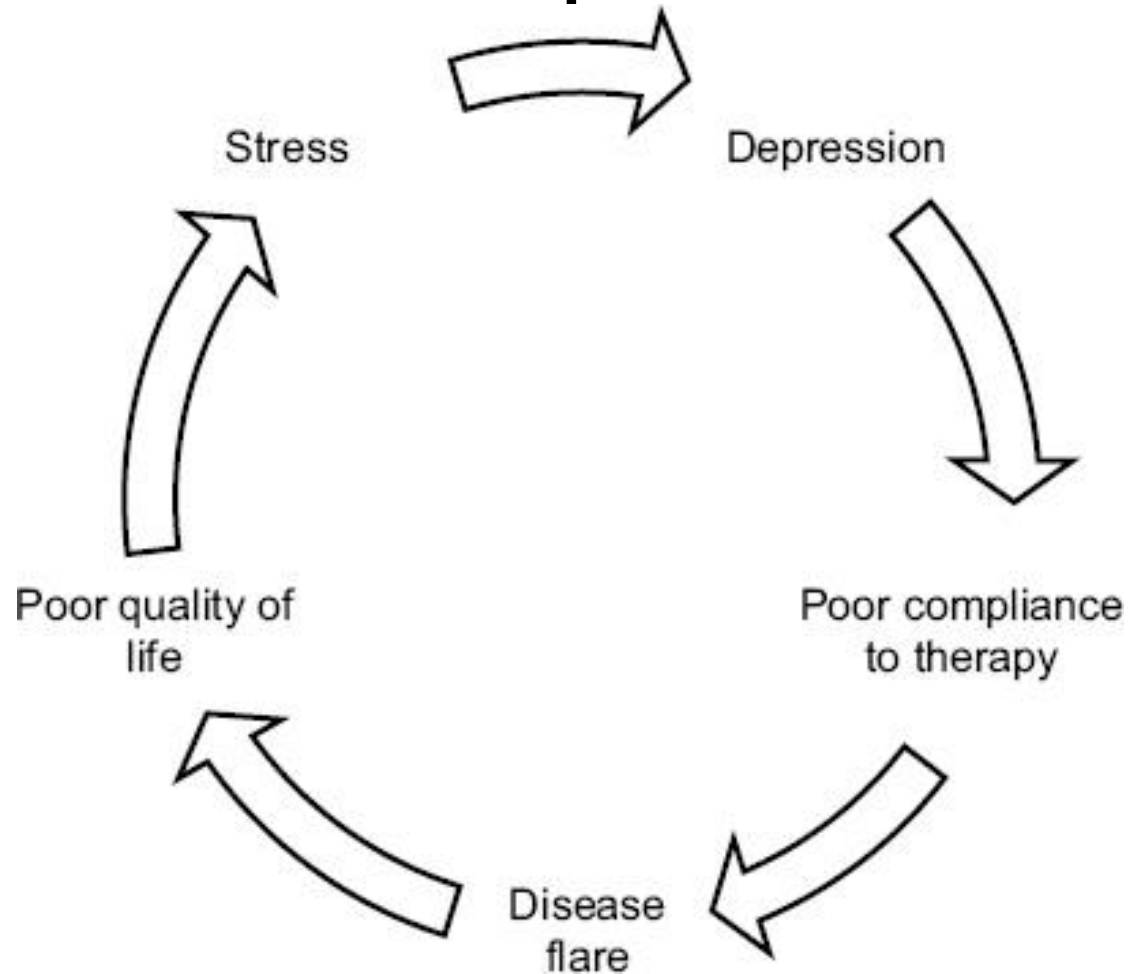 Stress
Depression
Poor quality of
life
Poor compliance
to therapy
Disease
flare